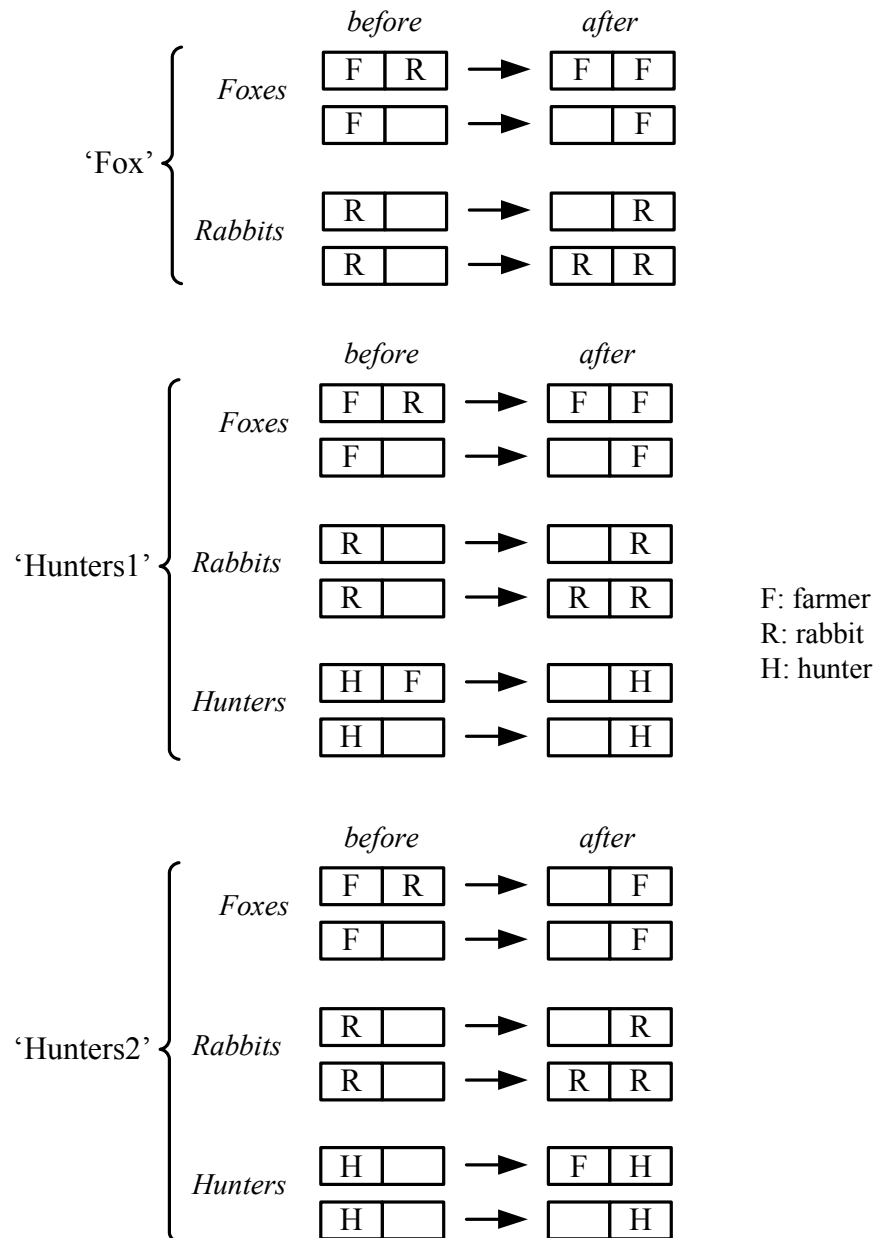 before after
Foxes
F R F F
F F
‘Fox’
Rabbits
R R
R R R
before after
Foxes
F R F F
F F
‘Hunters1’
Rabbits
R R
R R R
Hunters
H F H
H H
F: farmer
R: rabbit
H: hunter
before after
Foxes
F R F
F F
‘Hunters2’
Rabbits
R R
R R R
Hunters
H F H
H H